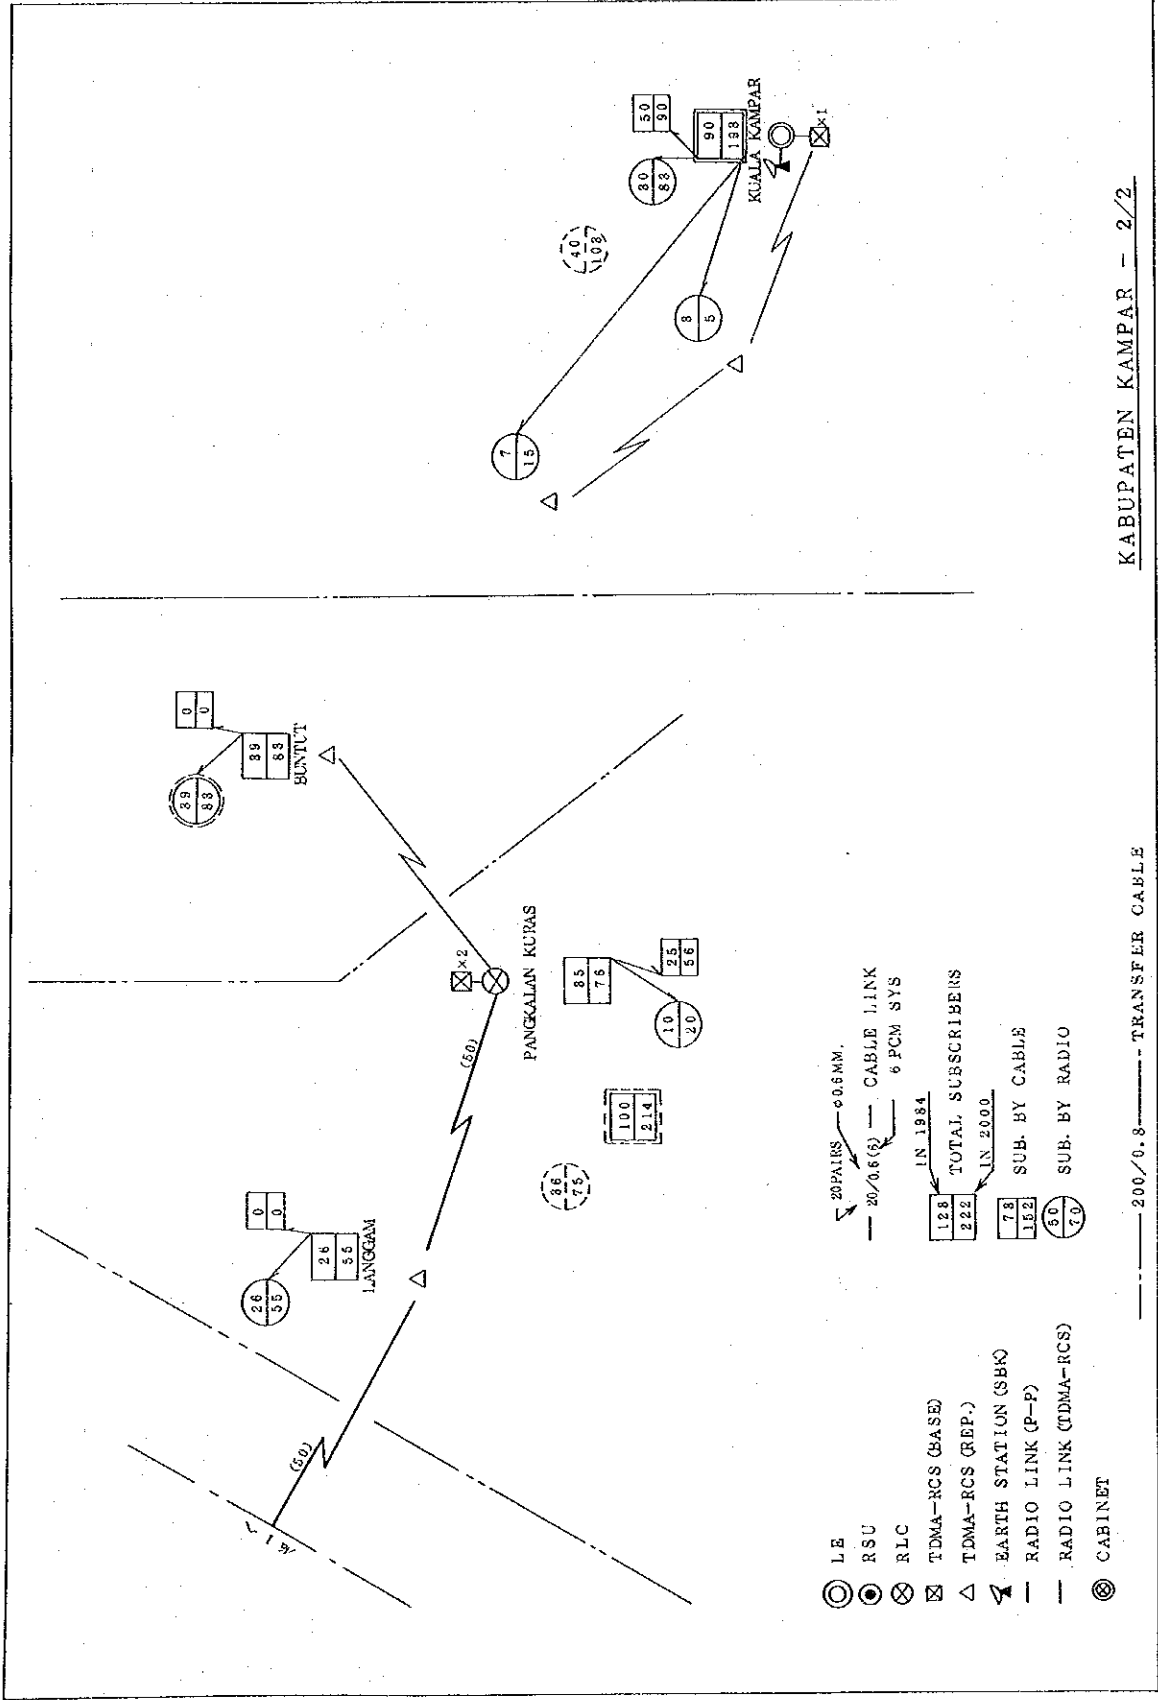 (50)
26
55
0
0
26
55
LANGGAM
(50)
×2
PANGKALAN KURAS
39
83
0
0
39
83
BUNTUT
36
75
100
214
35
76
10
20
25
56
7
15
8
5
40
108
30
83
50
90
90
193
KUALA KAMPAR
×1
LE
RSU
RLC
TDMA-RCS (BASE)
TDMA-RCS (REP.)
EARTH STATION (SBK)
RADIO LINK (P-P)
RADIO LINK (TDMA-RCS)
CABINET
20PAIRS
φ0.6MM.
20/0.6(6) CABLE LINK
6 PCM SYS
IN 1984
128
222
TOTAL SUBSCRIBERS
IN 2000
78
152
SUB. BY CABLE
50
70
SUB. BY RADIO
200/0.8 TRANSFER CABLE
KABUPATEN KAMPAR - 2/2